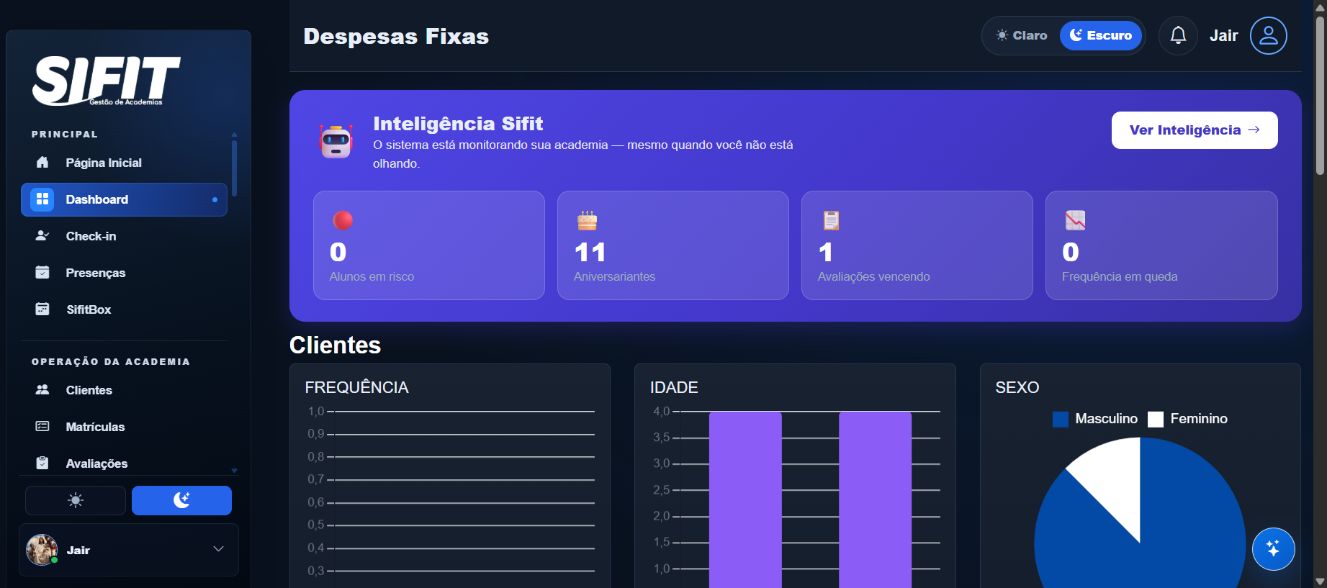 SIFIT
Gestão de Academias
PRINCIPAL
Página Inicial
Dashboard
Check-in
Presenças
SifitBox
OPERAÇÃO DA ACADEMIA
Clientes
Matrículas
Avaliações
Jair
Despesas Fixas
Claro
Escuro
Jair
Inteligência Sifit
O sistema está monitorando sua academia — mesmo quando você não está
olhando.
Ver Inteligência →
0
Alunos em risco
11
Aniversariantes
1
Avaliações vencendo
0
Frequência em queda
Clientes
FREQUÊNCIA
1,0
0,9
0,8
0,7
0,6
0,5
0,4
0,3
IDADE
4,0
3,5
3,0
2,5
2,0
1,5
1,0
SEXO
Masculino
Feminino